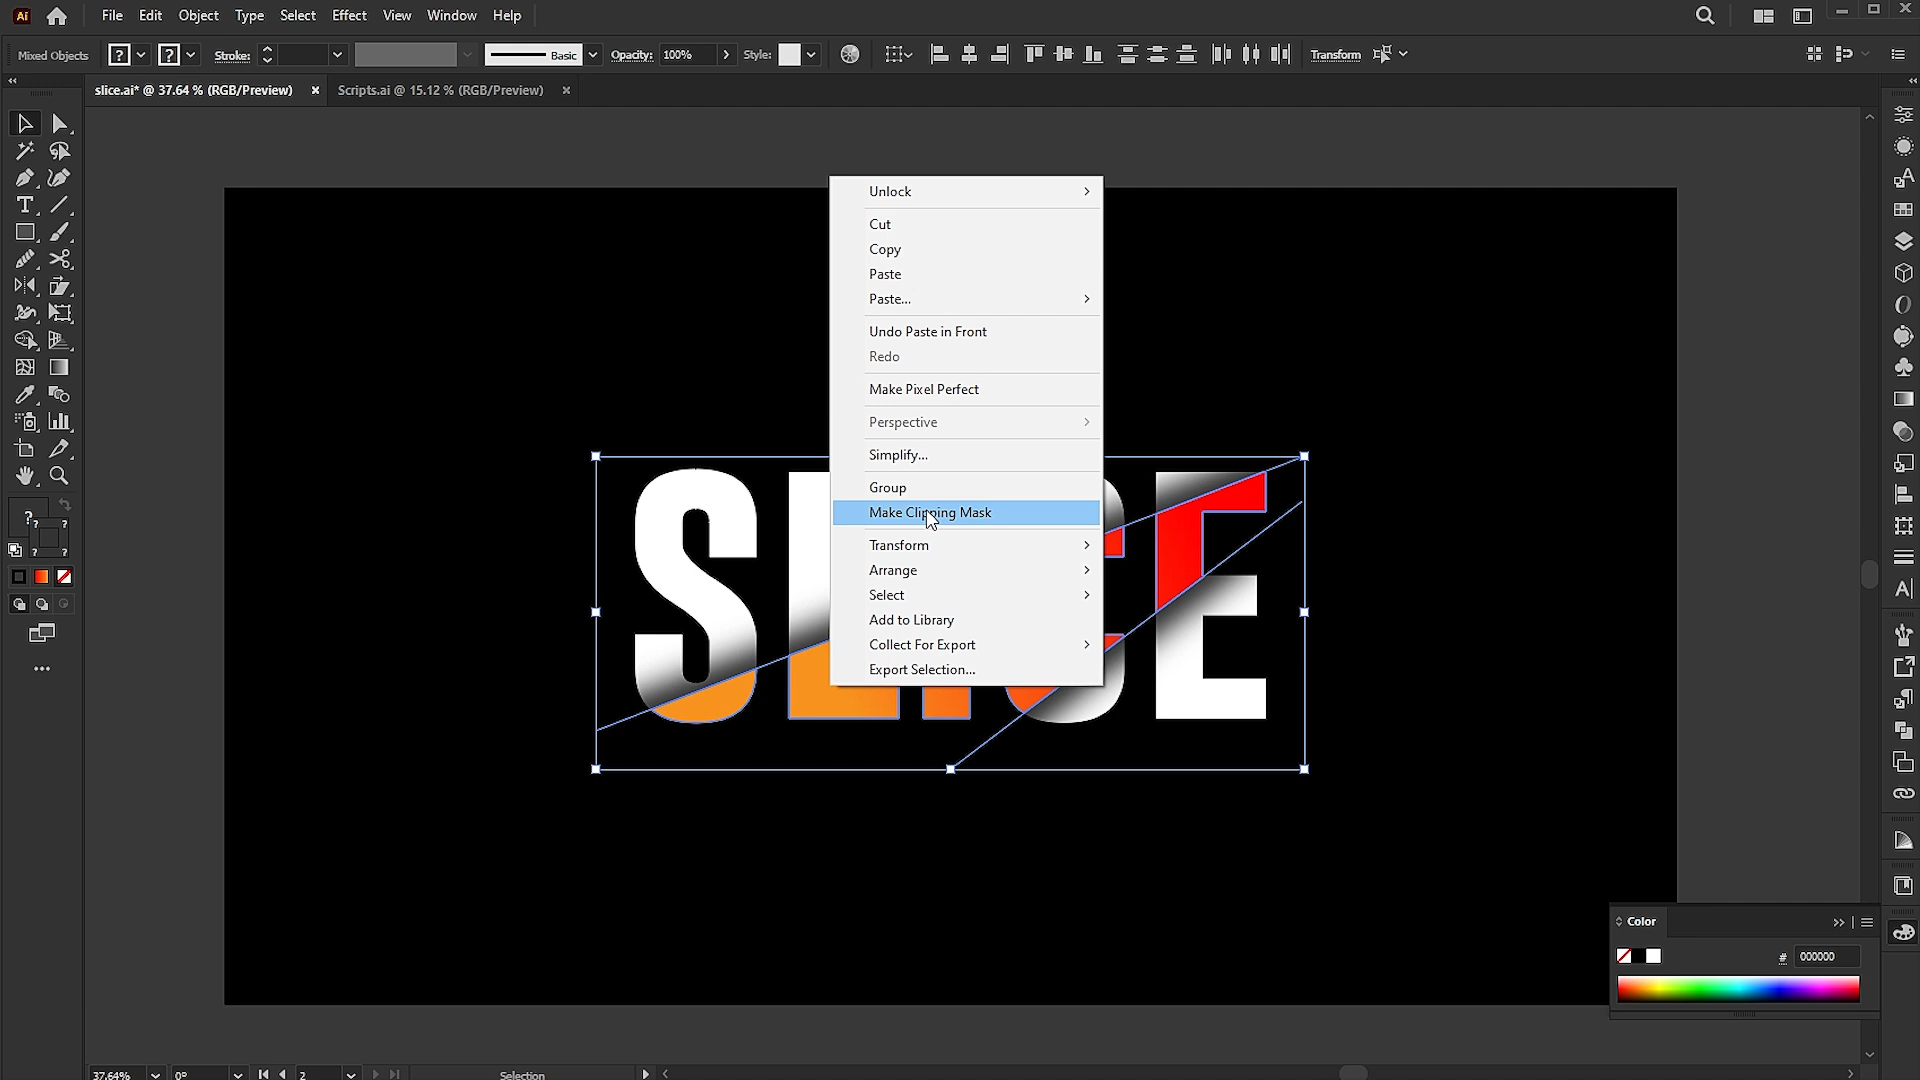 Ai File Edit Object Type Select Effect View Window Help
Mixed Objects ? ? Stroke: Basic Opacity: 100% Style: Transform
slice.ai* @ 37.64 % (RGB/Preview) × Scripts.ai @ 15.12 % (RGB/Preview) ×
Unlock
Cut
Copy
Paste
Paste...
Undo Paste in Front
Redo
Make Pixel Perfect
Perspective
Simplify...
Group
Make Clipping Mask
Transform
Arrange
Select
Add to Library
Collect For Export
Export Selection...
SLICE
Color
# 000000
37.64% 0° 2 Selection